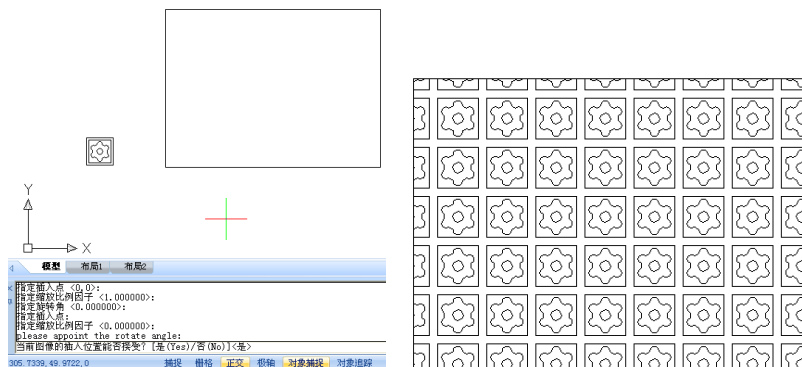 Y
X
模型 布局1 布局2
指定插入点 <0,0>:
指定缩放比例因子 <1.000000>:
指定旋转角 <0.000000>:
指定插入点:
指定缩放比例因子 <0.000000>:
please appoint the rotate angle:
当前图像的插入位置能否接受? [是(Yes)/否(No)]<是>
305.7339,49.9722,0 捕捉 栅格 正交 极轴 对象捕捉 对象追踪